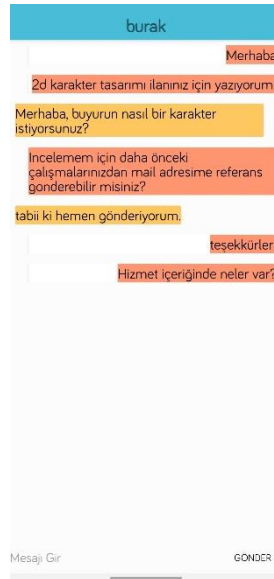 burak
Merhaba
2d karakter tasarımı ilanınız için yazıyorum
Merhaba, buyurun nasıl bir karakter
istiyorsunuz?
Incelemem için daha önceki
çalışmalarınızdan mail adresime referans
gonderebilir misiniz?
tabii ki hemen gönderiyorum.
teşekkürler
Hizmet içeriğinde neler var?
Mesajı Gir
GÖNDER